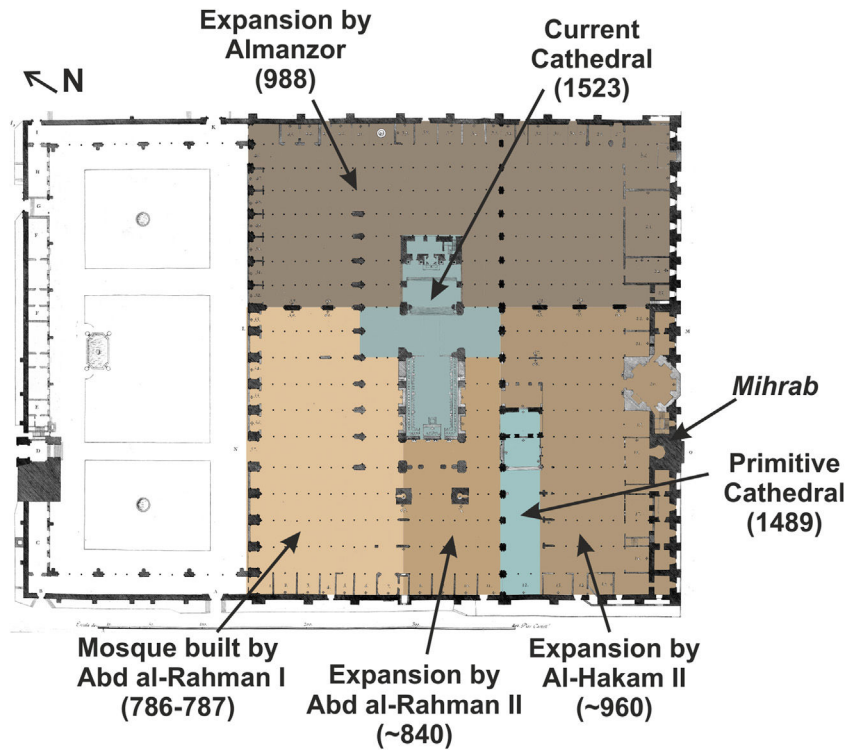 Expansion by
Almanzor
(988)
Current
Cathedral
(1523)
N
Mihrab
Primitive
Cathedral
(1489)
Mosque built by
Abd al-Rahman I
(786-787)
Expansion by
Abd al-Rahman II
(~840)
Expansion by
Al-Hakam II
(~960)